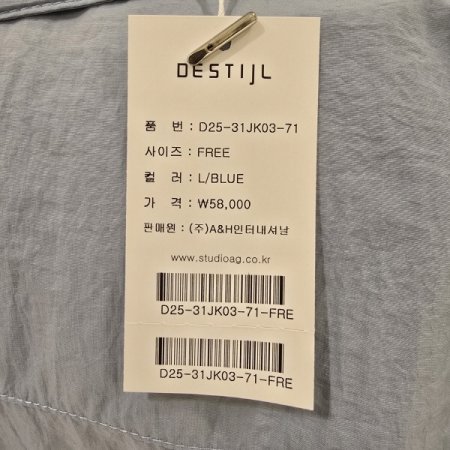 DESTIJL
품 번 : D25-31JK03-71
사이즈 : FREE
컬 러 : L/BLUE
가 격 : ₩58,000
판매원 : (주)A&H인터내셔날
www.studioag.co.kr
D25-31JK03-71-FRE
D25-31JK03-71-FRE